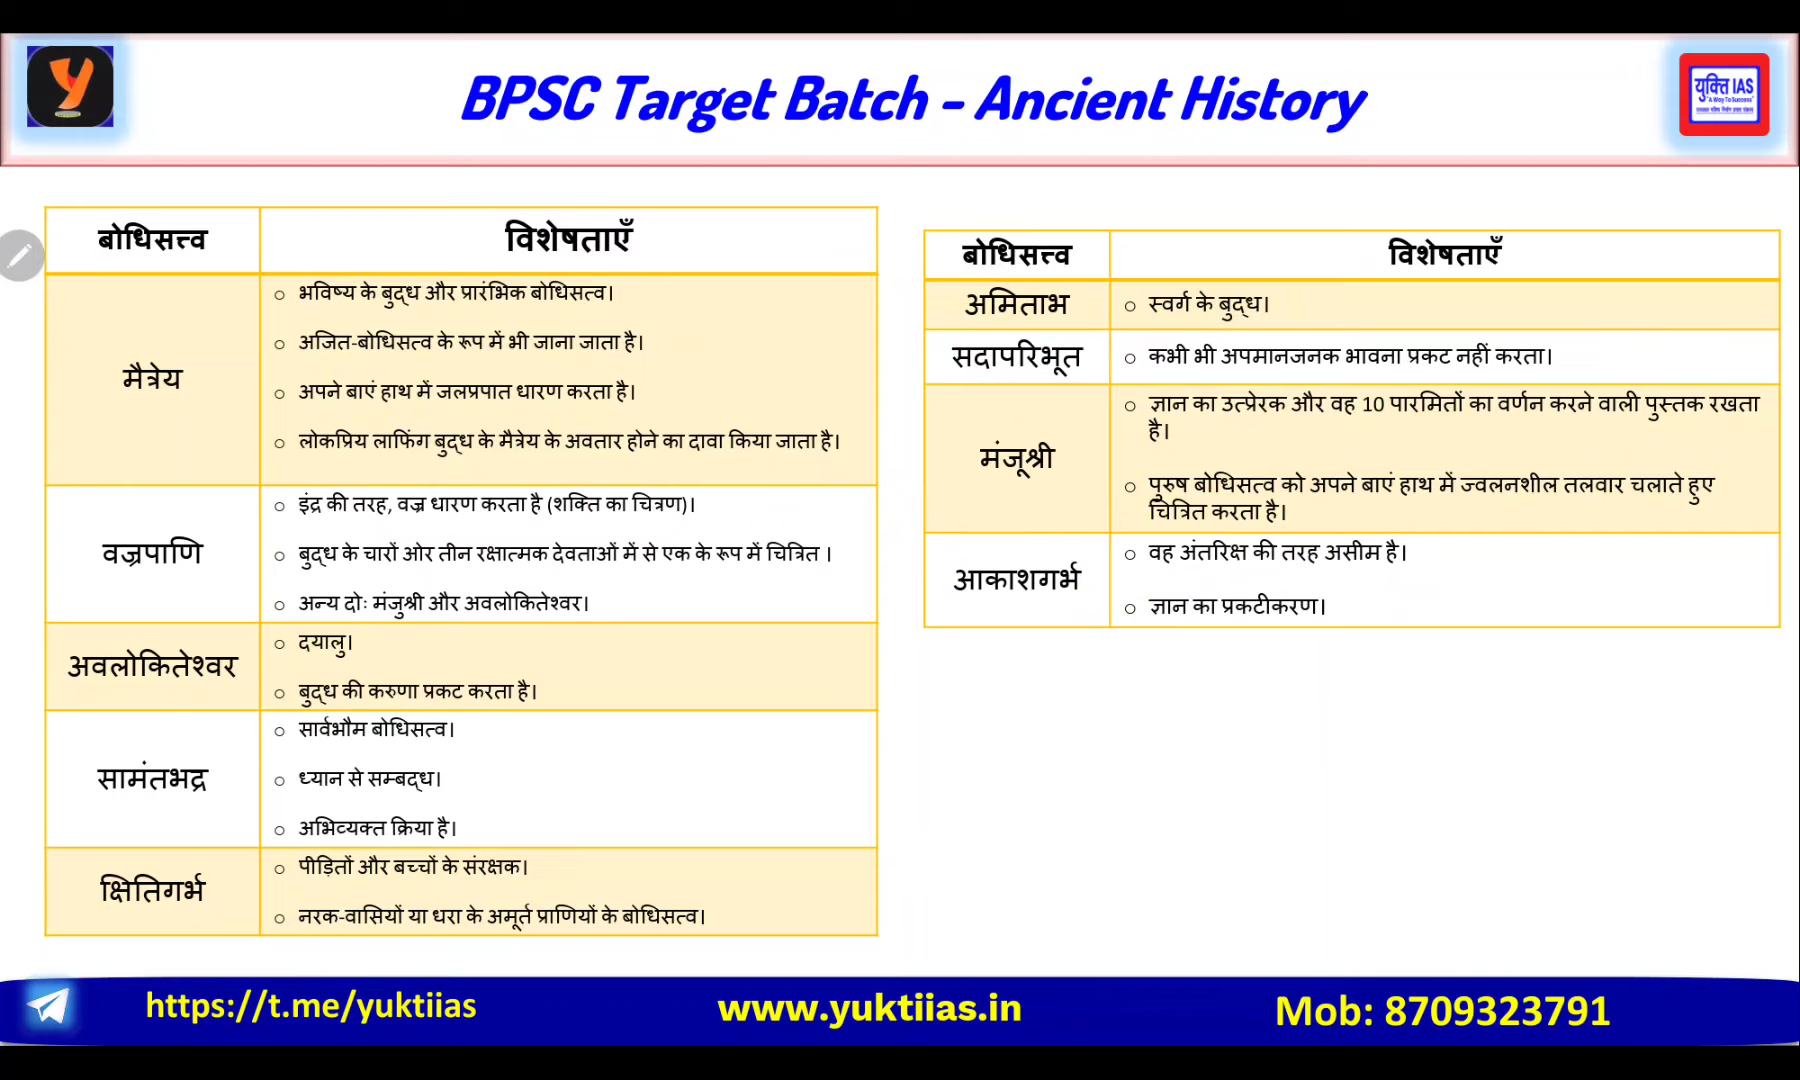 BPSC Target Batch - Ancient History
युक्ति IAS
"A Way To Success"
बोधिसत्त्व
विशेषताएँ
मैत्रेय
○ भविष्य के बुद्ध और प्रारंभिक बोधिसत्व।
○ अजित-बोधिसत्व के रूप में भी जाना जाता है।
○ अपने बाएं हाथ में जलप्रपात धारण करता है।
○ लोकप्रिय लाफिंग बुद्ध के मैत्रेय के अवतार होने का दावा किया जाता है।
वज्रपाणि
○ इंद्र की तरह, वज्र धारण करता है (शक्ति का चित्रण)।
○ बुद्ध के चारों ओर तीन रक्षात्मक देवताओं में से एक के रूप में चित्रित ।
○ अन्य दोः मंजुश्री और अवलोकितेश्वर।
अवलोकितेश्वर
○ दयालु।
○ बुद्ध की करुणा प्रकट करता है।
सामंतभद्र
○ सार्वभौम बोधिसत्व।
○ ध्यान से सम्बद्ध।
○ अभिव्यक्त क्रिया है।
क्षितिगर्भ
○ पीड़ितों और बच्चों के संरक्षक।
○ नरक-वासियों या धरा के अमूर्त प्राणियों के बोधिसत्व।
बोधिसत्त्व
विशेषताएँ
अमिताभ
○ स्वर्ग के बुद्ध।
सदापरिभूत
○ कभी भी अपमानजनक भावना प्रकट नहीं करता।
मंजूश्री
○ ज्ञान का उत्प्रेरक और वह 10 पारमितों का वर्णन करने वाली पुस्तक रखता
है।
○ पुरुष बोधिसत्व को अपने बाएं हाथ में ज्वलनशील तलवार चलाते हुए
चित्रित करता है।
आकाशगर्भ
○ वह अंतरिक्ष की तरह असीम है।
○ ज्ञान का प्रकटीकरण।
https://t.me/yuktiias
www.yuktiias.in
Mob: 8709323791